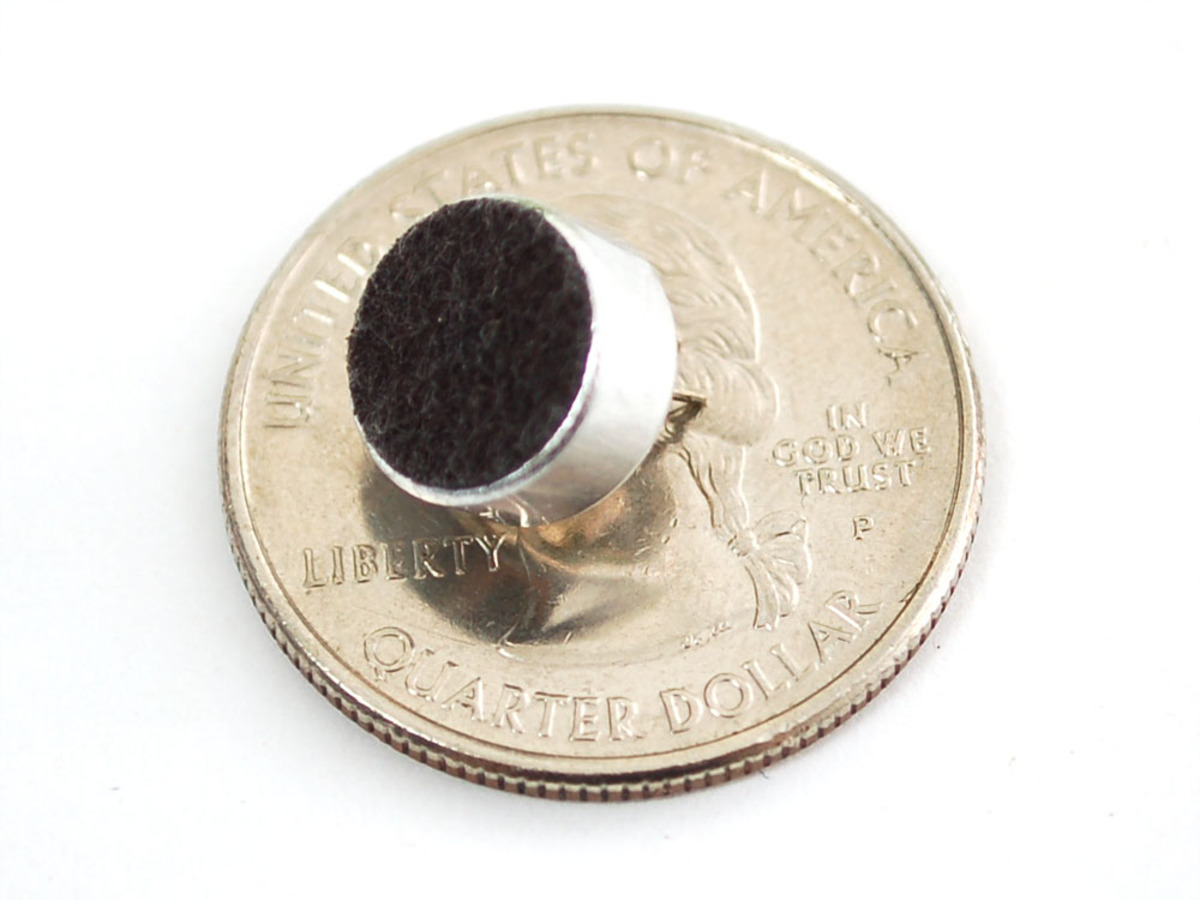 UNITED STATES OF AMERICA
LIBERTY
IN
GOD WE
TRUST
P
QUARTER DOLLAR